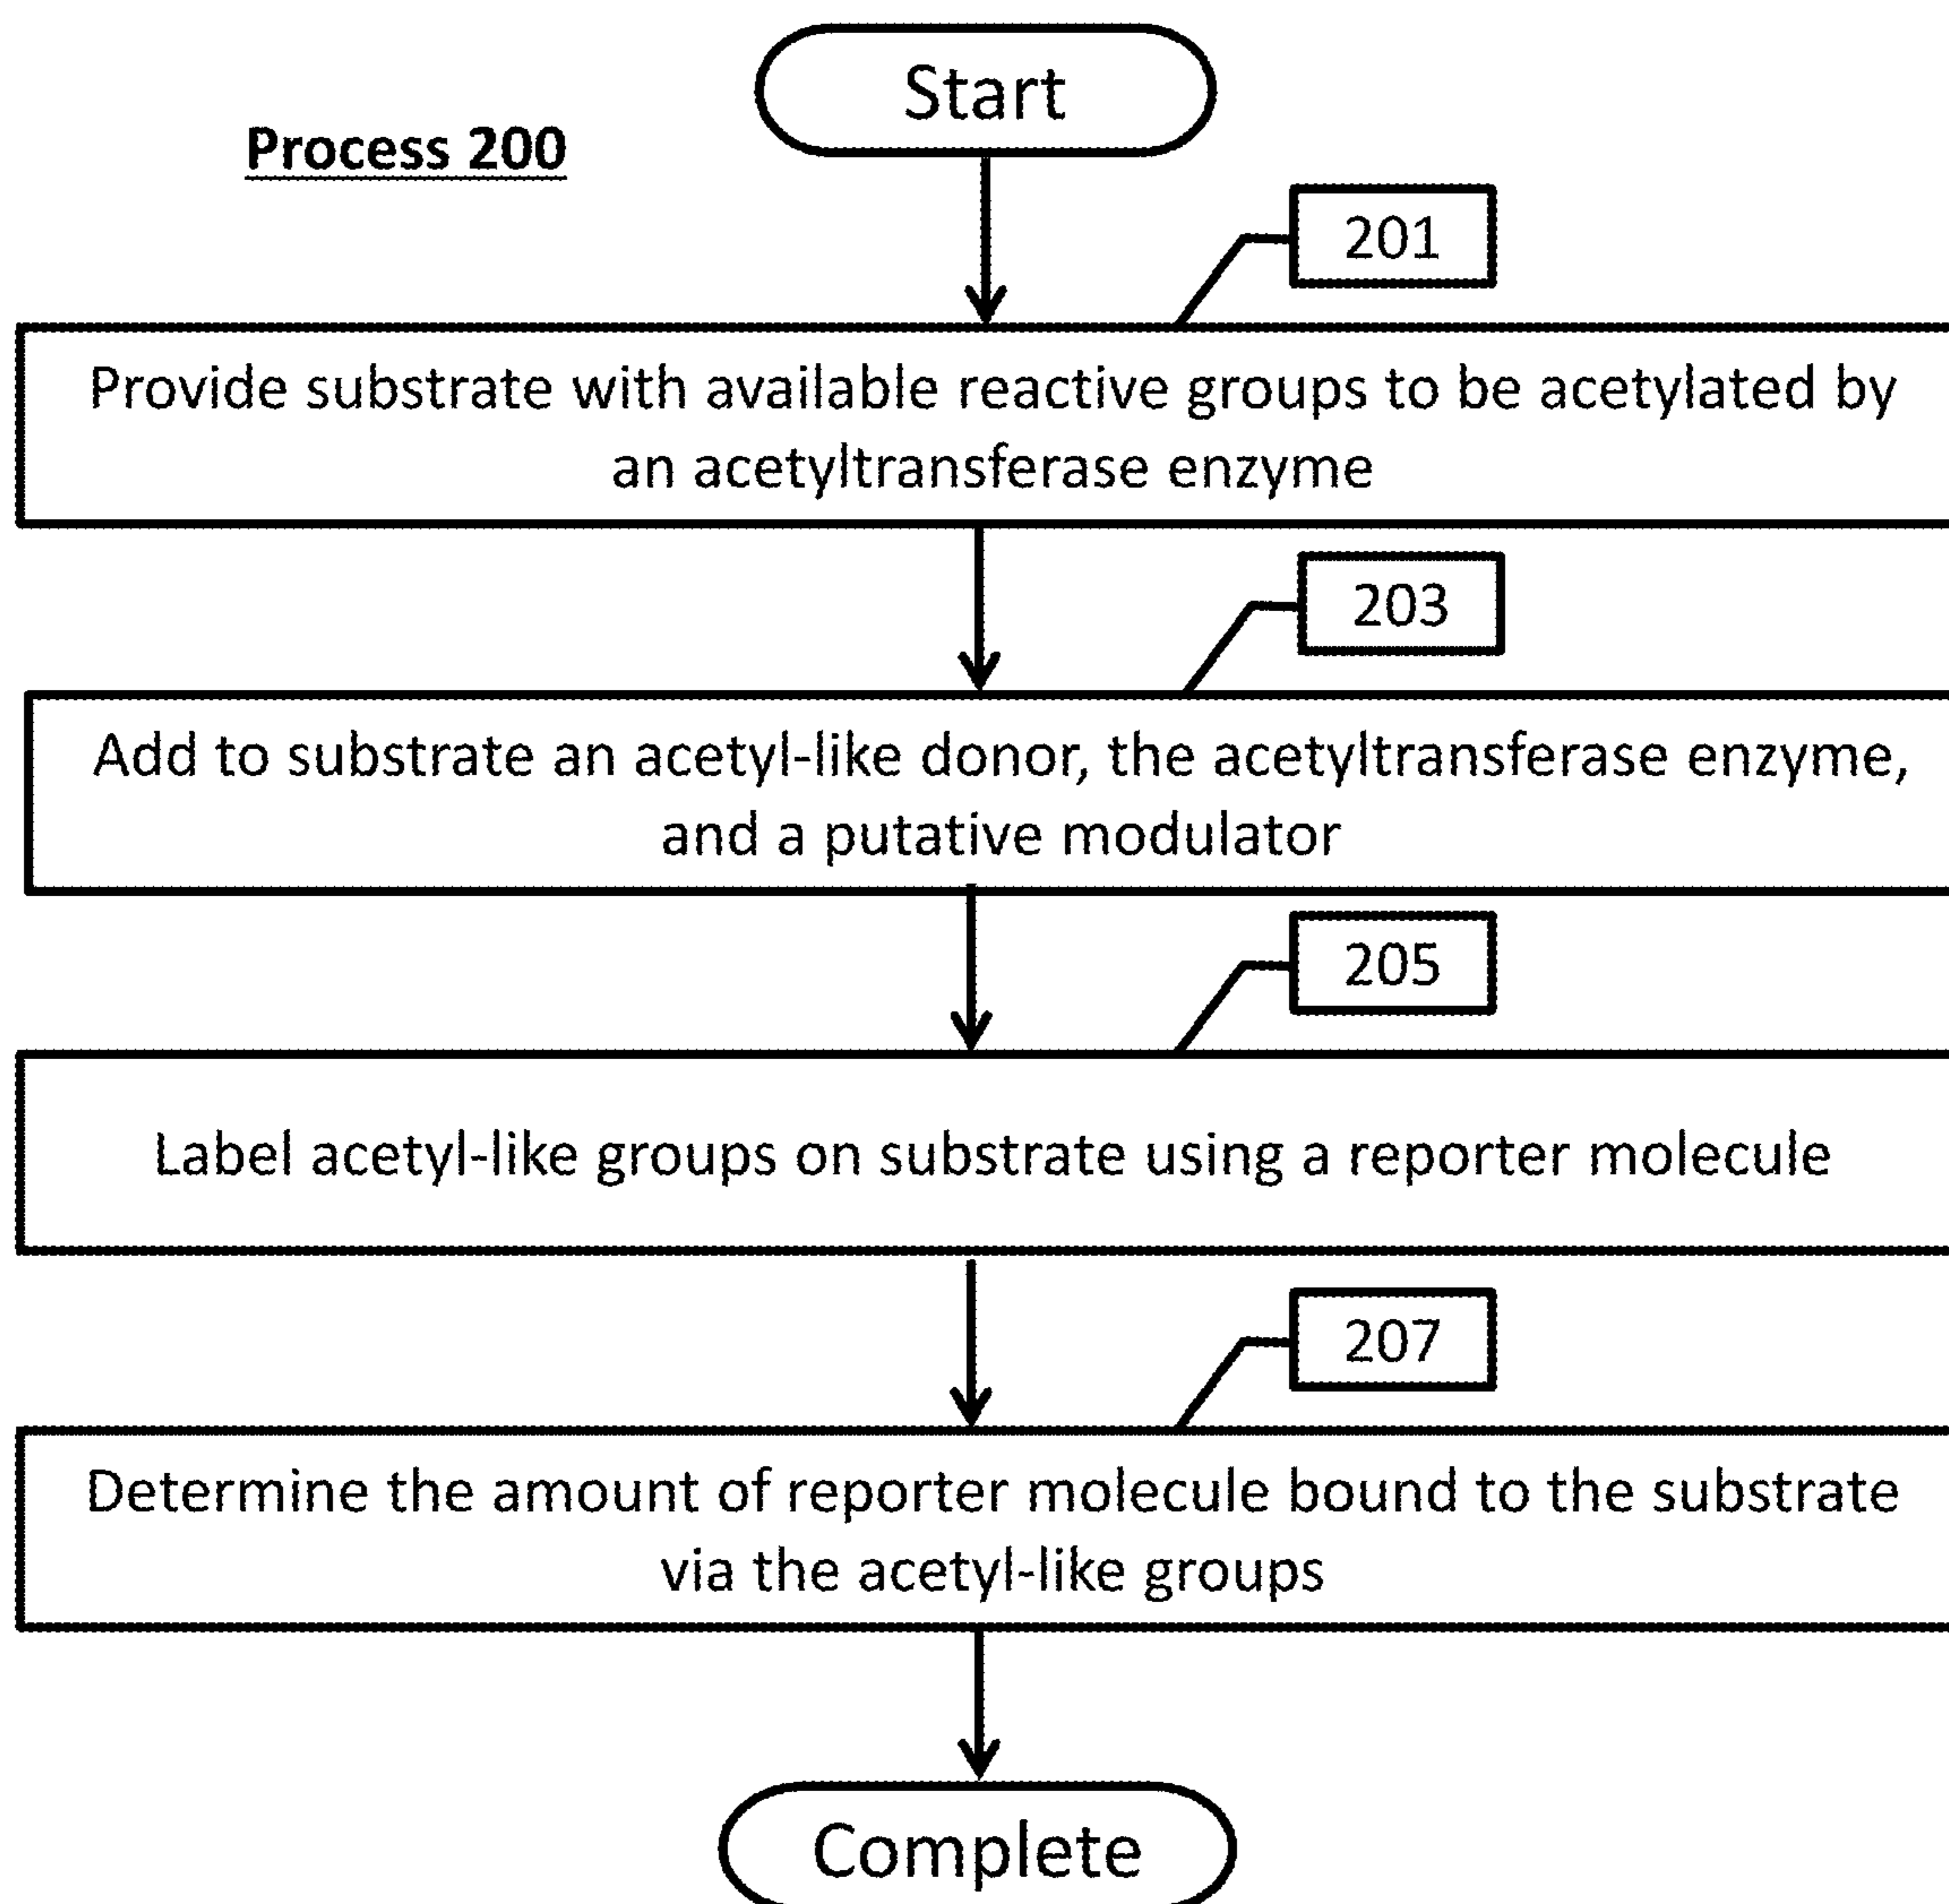 Start
Process 200
201
Provide substrate with available reactive groups to be acetylated by
an acetyltransferase enzyme
203
Add to substrate an acetyl-like donor, the acetyltransferase enzyme,
and a putative modulator
205
Label acetyl-like groups on substrate using a reporter molecule
207
Determine the amount of reporter molecule bound to the substrate
via the acetyl-like groups
Complete